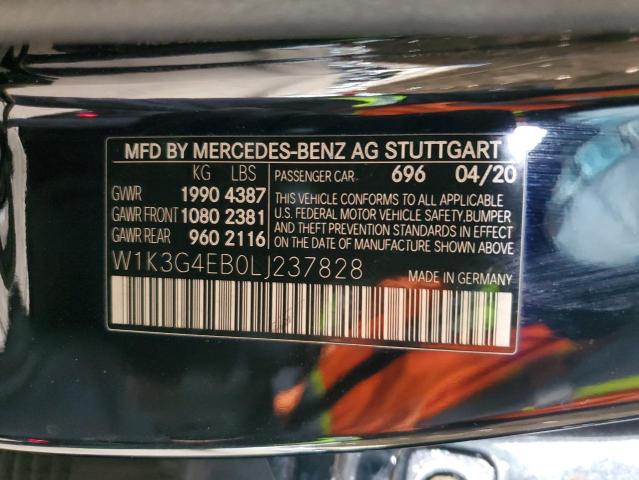 MFD BY MERCEDES-BENZ AG STUTTGART
KG LBS PASSENGER CAR 696 04/20
GWWR 1990 4387
GAWR FRONT 1080 2381
GAWR REAR 960 2116
THIS VEHICLE CONFORMS TO ALL APPLICABLE
U.S. FEDERAL MOTOR VEHICLE SAFETY,BUMPER
AND THEFT PREVENTION STANDARDS IN EFFECT
ON THE DATE OF MANUFACTURE SHOWN ABOVE.
W1K3G4EB0LJ237828
MADE IN GERMANY